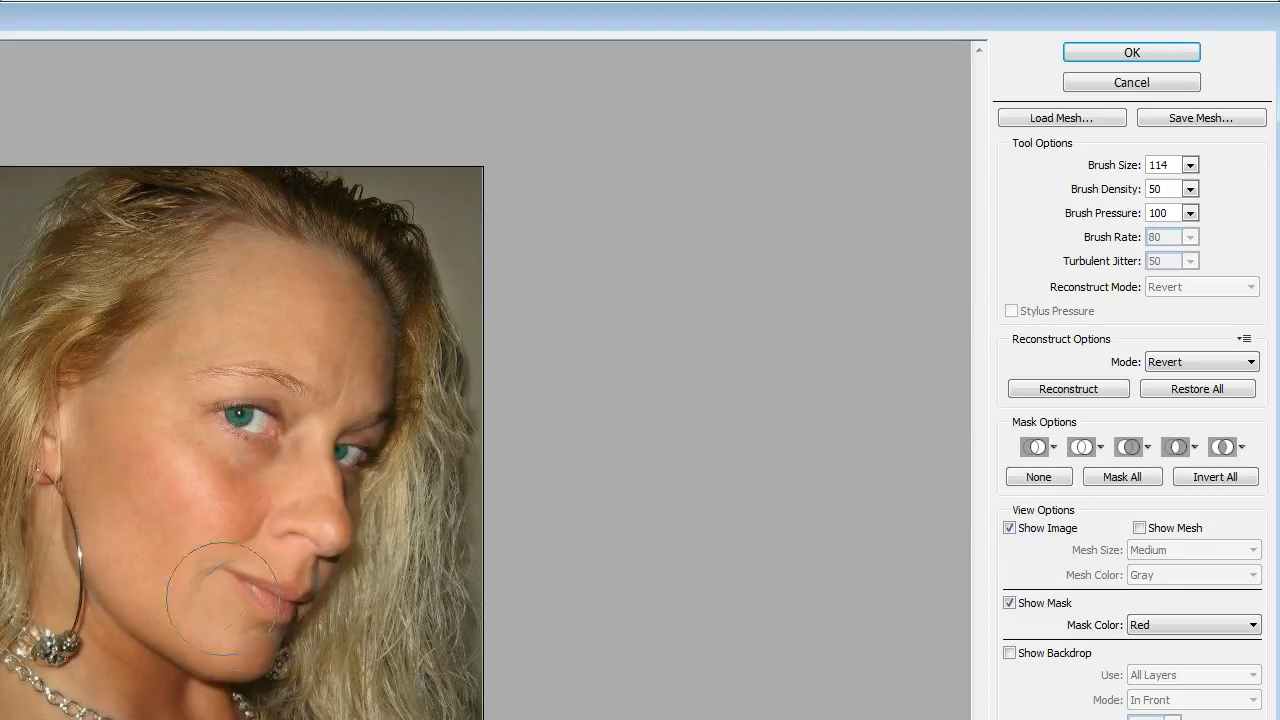 OK
Cancel
Load Mesh... Save Mesh...
Tool Options
Brush Size: 114
Brush Density: 50
Brush Pressure: 100
Brush Rate: 80
Turbulent Jitter: 50
Reconstruct Mode: Revert
Stylus Pressure
Reconstruct Options
Mode: Revert
Reconstruct Restore All
Mask Options
None Mask All Invert All
View Options
Show Image Show Mesh
Mesh Size: Medium
Mesh Color: Gray
Show Mask
Mask Color: Red
Show Backdrop
Use: All Layers
Mode: In Front